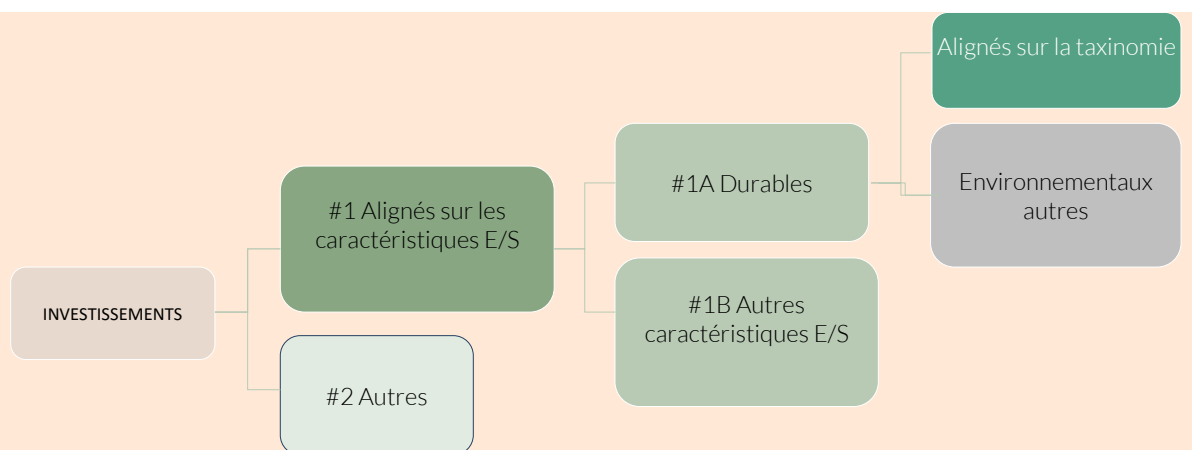 Alignés sur la taxinomie
#1A Durables
Environnementaux
autres
#1 Alignés sur les
caractéristiques E/S
#1B Autres
caractéristiques E/S
INVESTISSEMENTS
#2 Autres